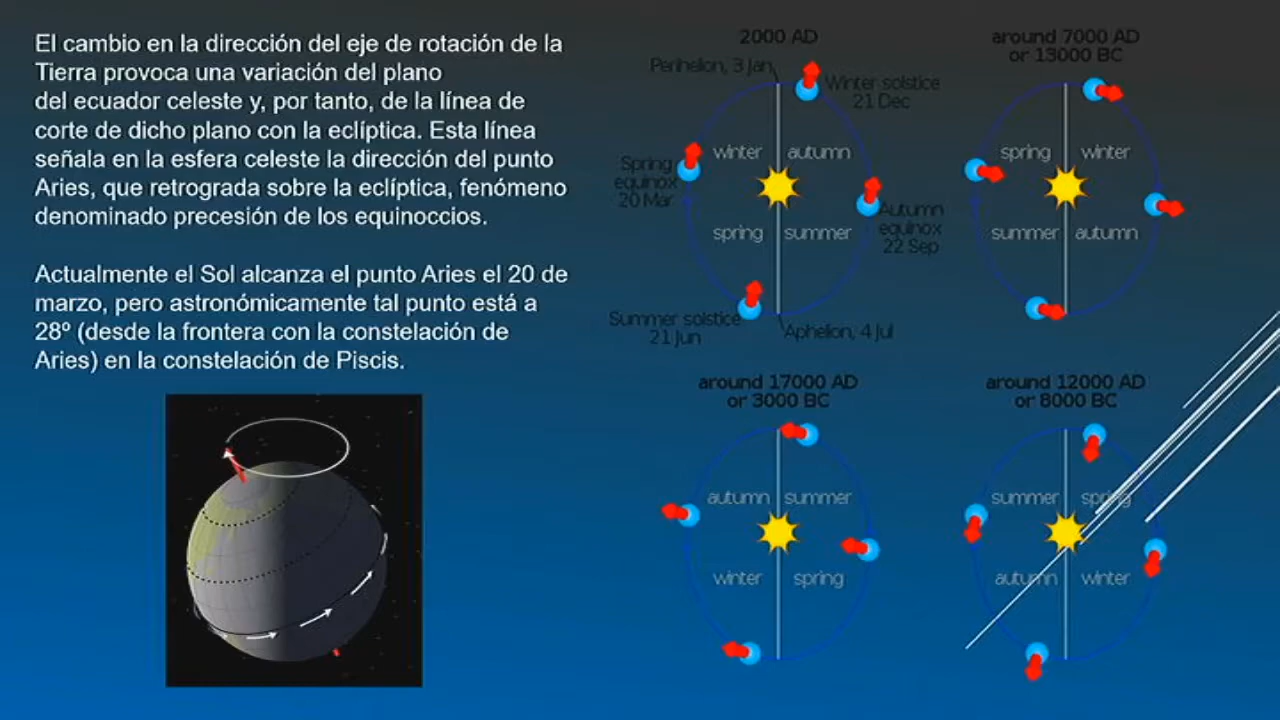 El cambio en la dirección del eje de rotación de la
Tierra provoca una variación del plano
del ecuador celeste y, por tanto, de la línea de
corte de dicho plano con la eclíptica. Esta línea
señala en la esfera celeste la dirección del punto
Aries, que retrograda sobre la eclíptica, fenómeno
denominado precesión de los equinoccios.
Actualmente el Sol alcanza el punto Aries el 20 de
marzo, pero astronómicamente tal punto está a
28º (desde la frontera con la constelación de
Aries) en la constelación de Piscis.
2000 AD
Perihelion, 3 Jan
Winter solstice
21 Dec
winter
autumn
Spring
equinox
20 Mar
Autumn
equinox
22 Sep
spring
summer
Summer solstice
21 Jun
Aphelion, 4 Jul
around 7000 AD
or 13000 BC
spring
winter
summer
autumn
around 17000 AD
or 3000 BC
autumn
summer
winter
spring
around 12000 AD
or 8000 BC
summer
spring
autumn
winter